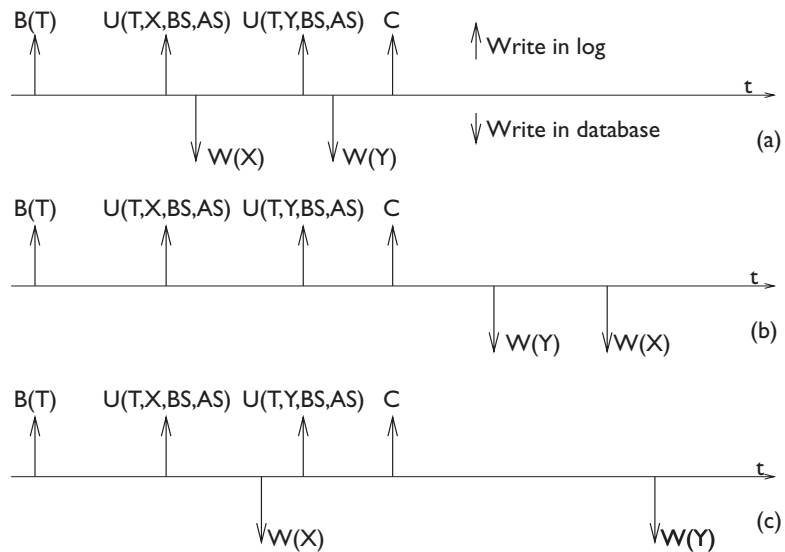 B(T) U(T,X,BS,AS) U(T,Y,BS,AS) C
Write in log
t
Write in database
W(X) W(Y)
(a)
B(T) U(T,X,BS,AS) U(T,Y,BS,AS) C
t
W(Y) W(X)
(b)
B(T) U(T,X,BS,AS) U(T,Y,BS,AS) C
t
W(X) W(Y)
(c)